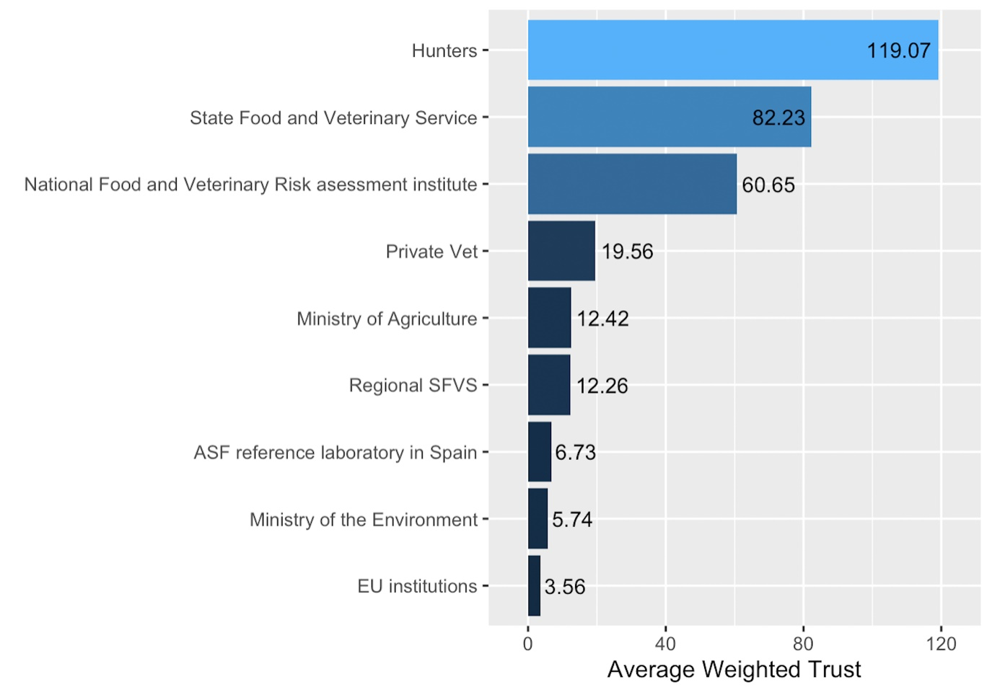 Hunters 119.07
State Food and Veterinary Service 82.23
National Food and Veterinary Risk asessment institute 60.65
Private Vet 19.56
Ministry of Agriculture 12.42
Regional SFVS 12.26
ASF reference laboratory in Spain 6.73
Ministry of the Environment 5.74
EU institutions 3.56
0 40 80 120
Average Weighted Trust